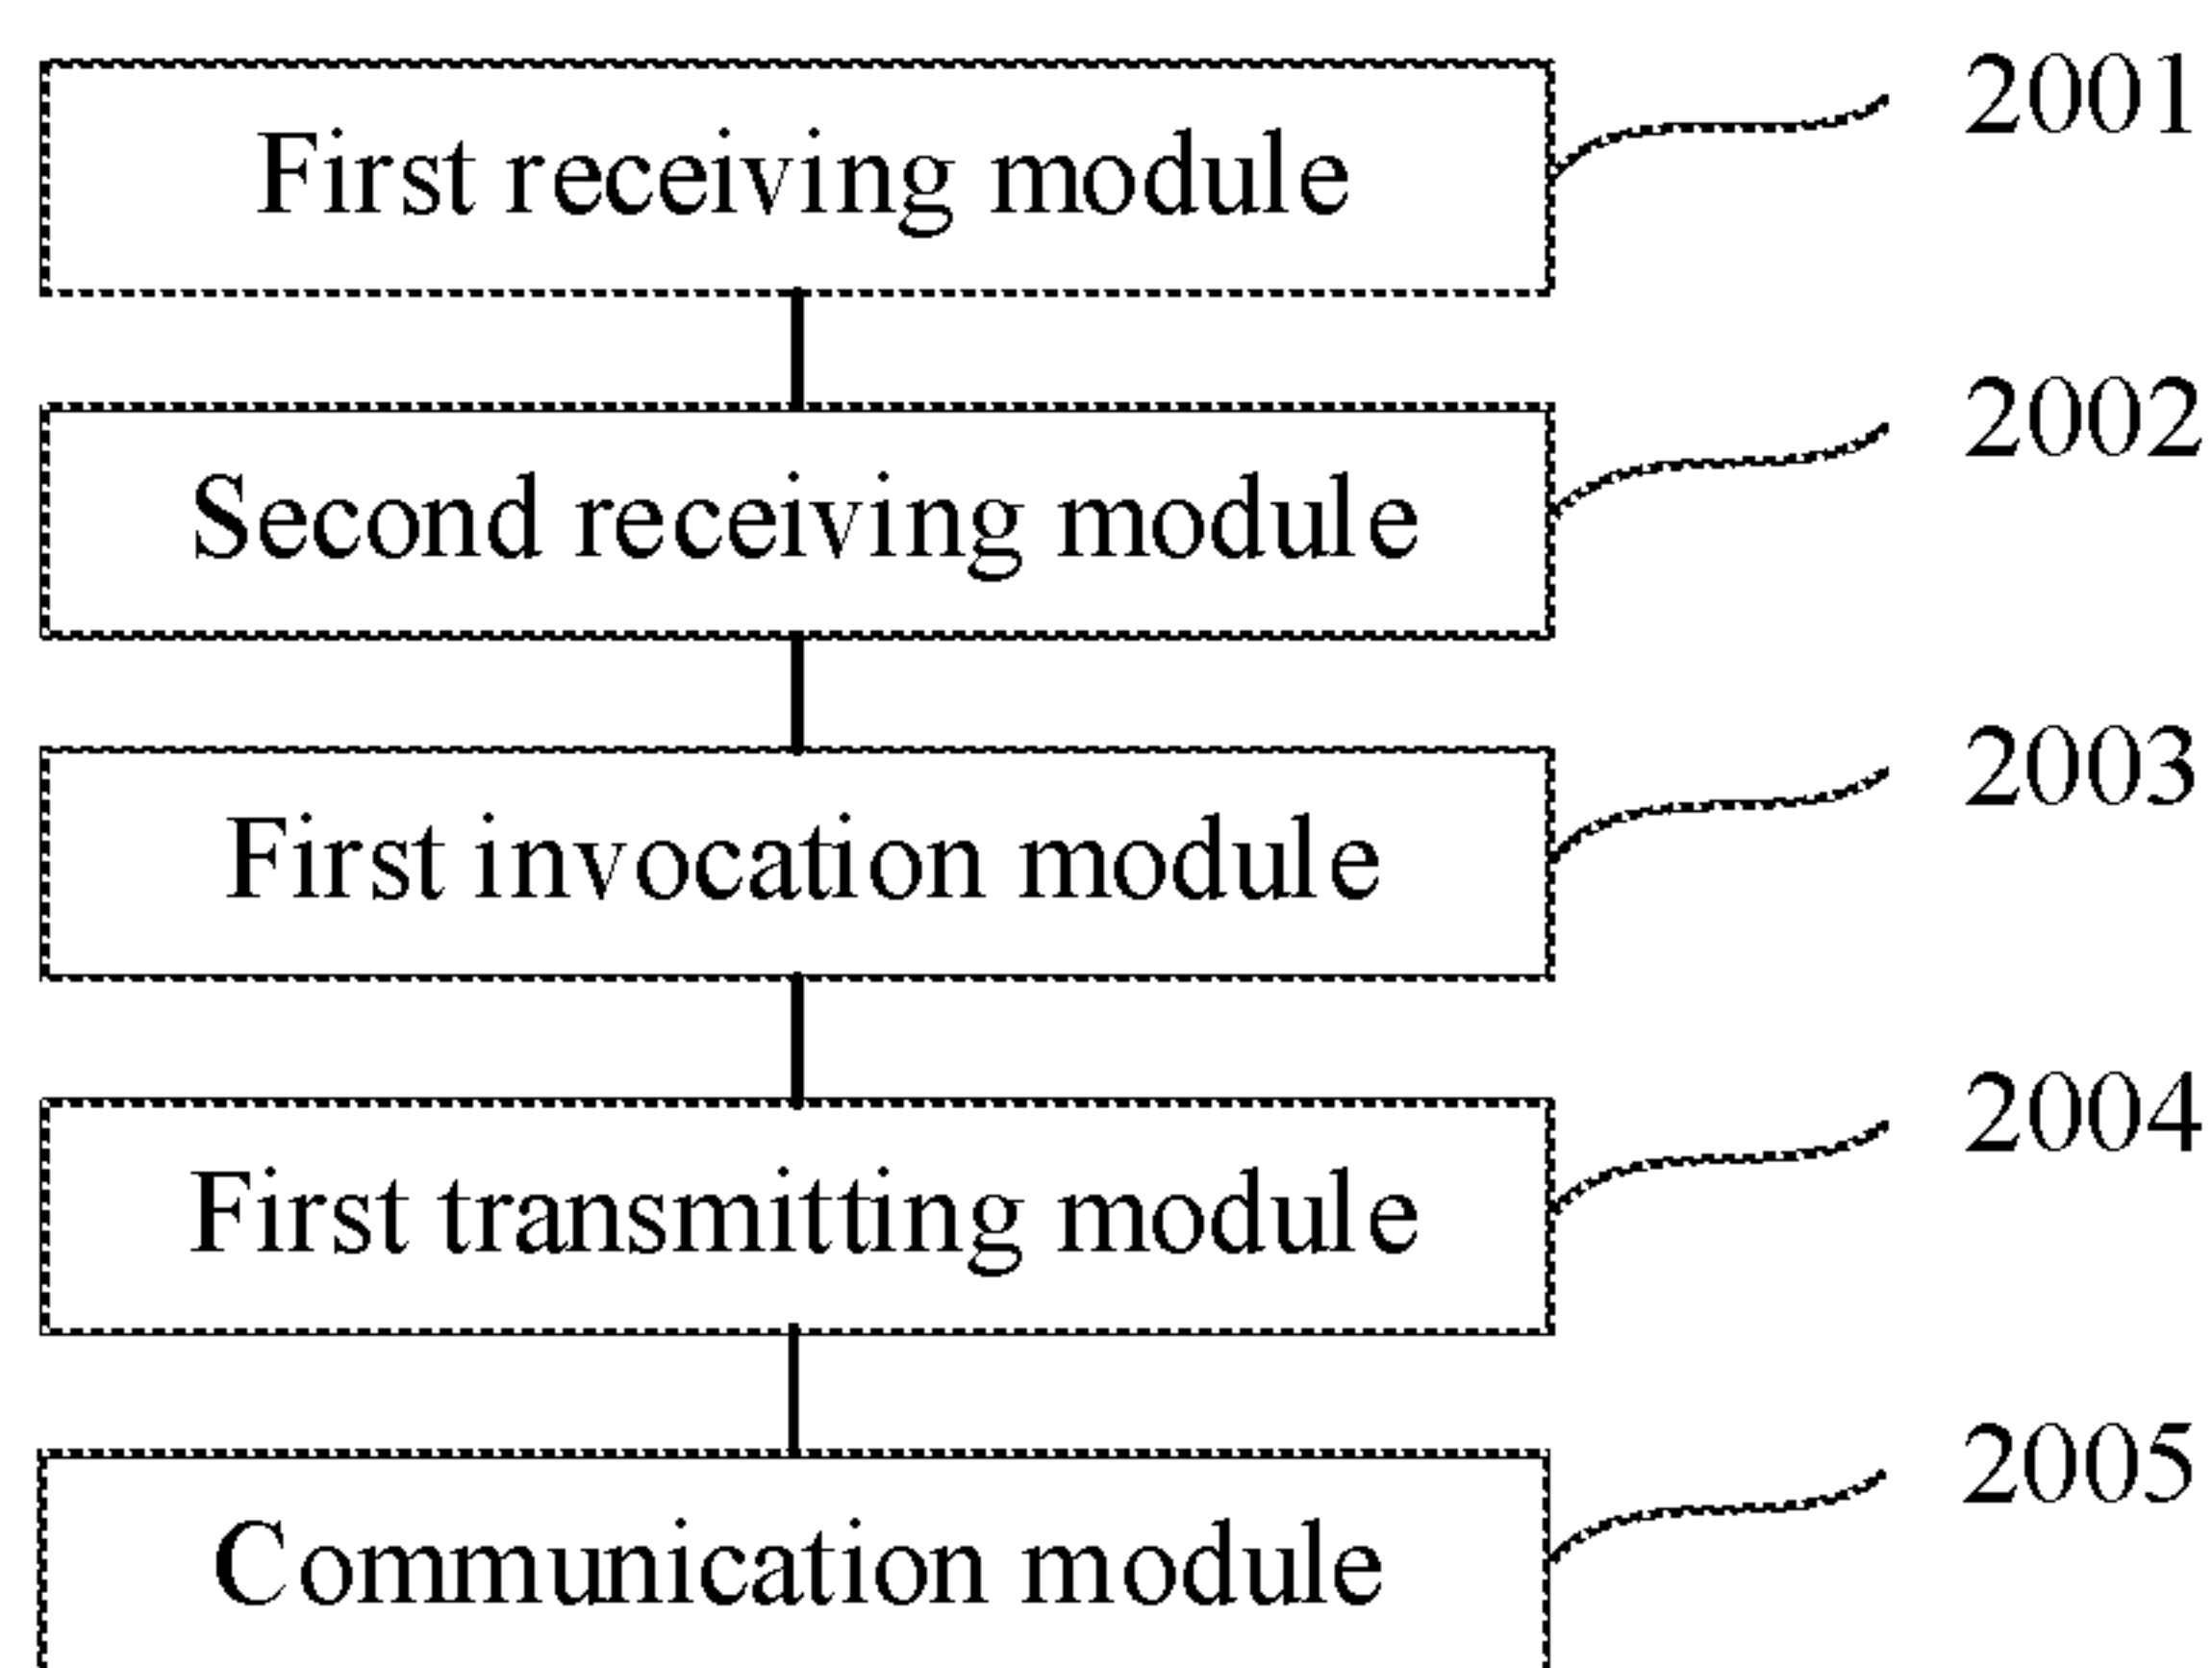 First receiving module 2001
Second receiving module 2002
First invocation module 2003
First transmitting module 2004
Communication module 2005